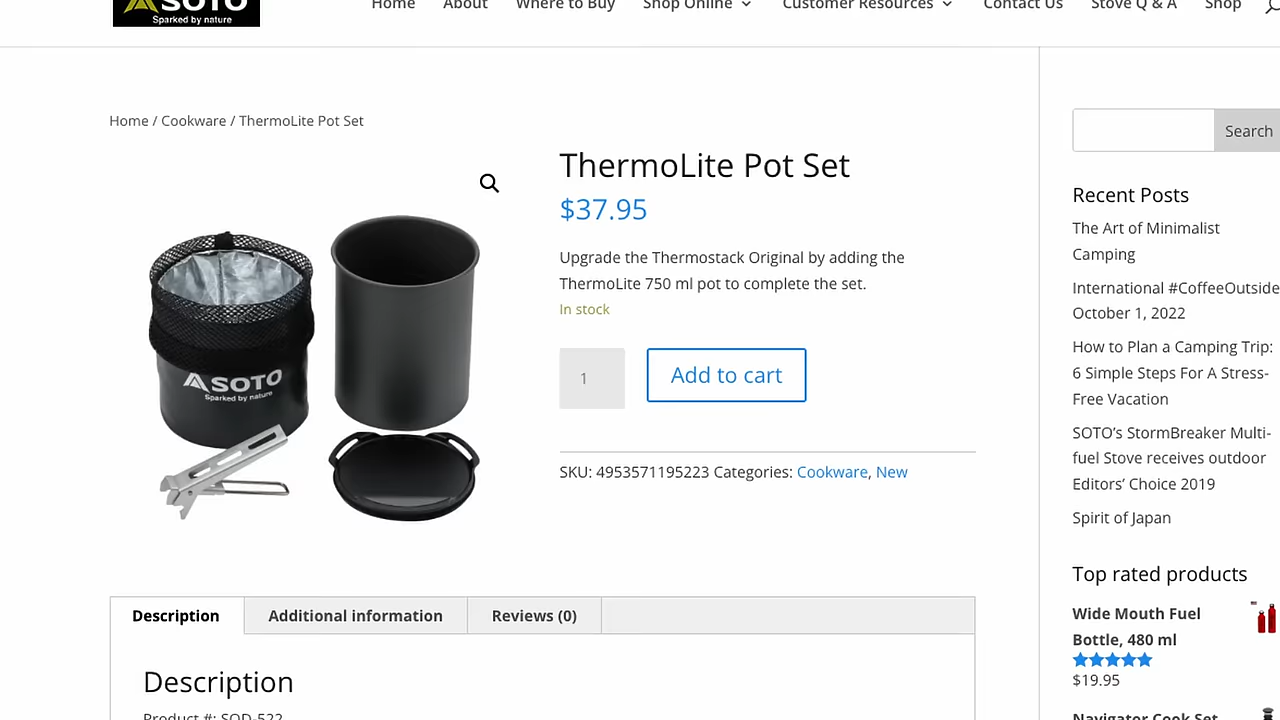 SOTO
Sparked by nature
Home About Where to Buy Shop Online Customer Resources Contact Us Stove Q & A Shop
Home / Cookware / ThermoLite Pot Set
ThermoLite Pot Set
$37.95
Upgrade the Thermostack Original by adding the
ThermoLite 750 ml pot to complete the set.
In stock
1
Add to cart
SKU: 4953571195223 Categories: Cookware, New
SOTO
Sparked by nature
Description
Additional information
Reviews (0)
Description
Product #: SOD-522
Search
Recent Posts
The Art of Minimalist
Camping
International #CoffeeOutside
October 1, 2022
How to Plan a Camping Trip:
6 Simple Steps For A Stress-
Free Vacation
SOTO’s StormBreaker Multi-
fuel Stove receives outdoor
Editors’ Choice 2019
Spirit of Japan
Top rated products
Wide Mouth Fuel
Bottle, 480 ml
$19.95
Navigator Cook Set